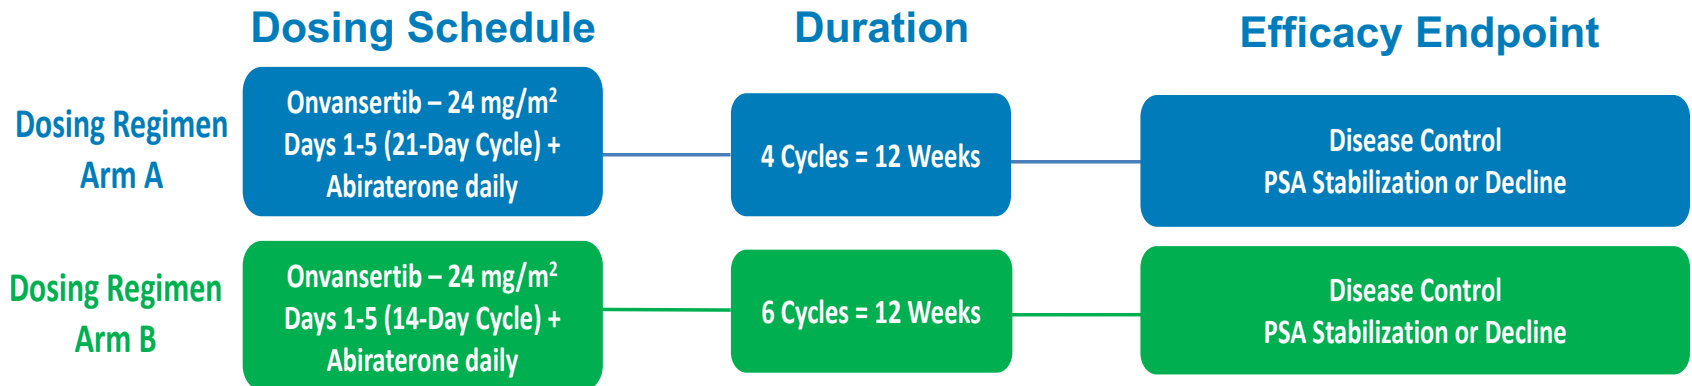 Dosing Schedule
Duration
Efficacy Endpoint
Dosing Regimen
Arm A
Onvansertib – 24 mg/m²
Days 1-5 (21-Day Cycle) +
Abiraterone daily
4 Cycles = 12 Weeks
Disease Control
PSA Stabilization or Decline
Dosing Regimen
Arm B
Onvansertib – 24 mg/m²
Days 1-5 (14-Day Cycle) +
Abiraterone daily
6 Cycles = 12 Weeks
Disease Control
PSA Stabilization or Decline